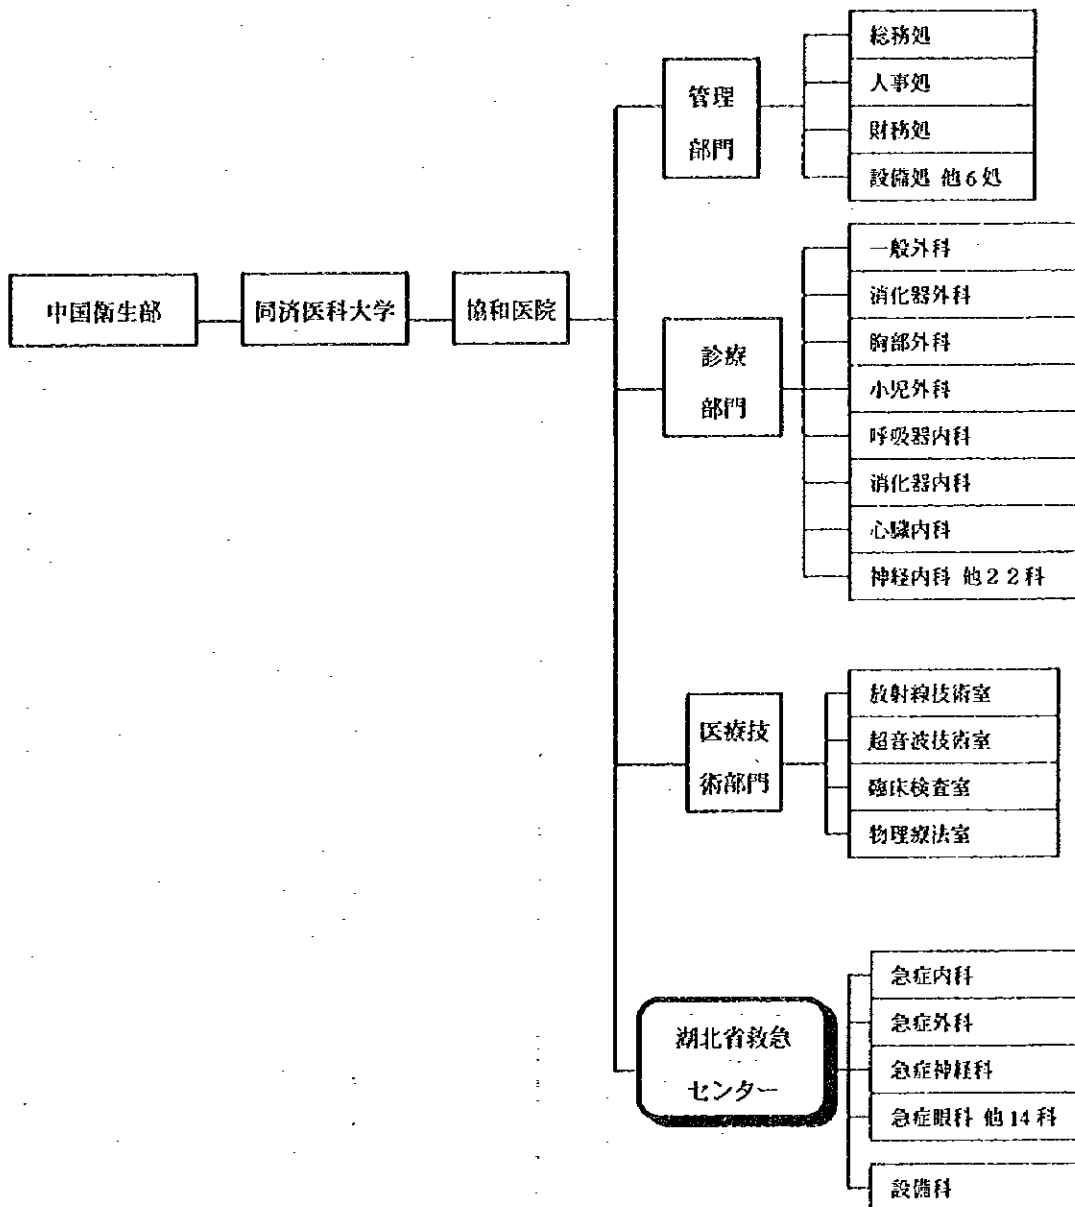 中国衛生部
同済医科大学
協和医院
管理
部門
総務処
人事処
財務処
設備処 他6処
診療
部門
一般外科
消化器外科
胸部外科
小児外科
呼吸器内科
消化器内科
心臓内科
神経内科 他22科
医療技
術部門
放射線技術室
超音波技術室
臨床検査室
物理療法室
湖北省救急
センター
急症内科
急症外科
急症神経科
急症眼科 他14科
設備科